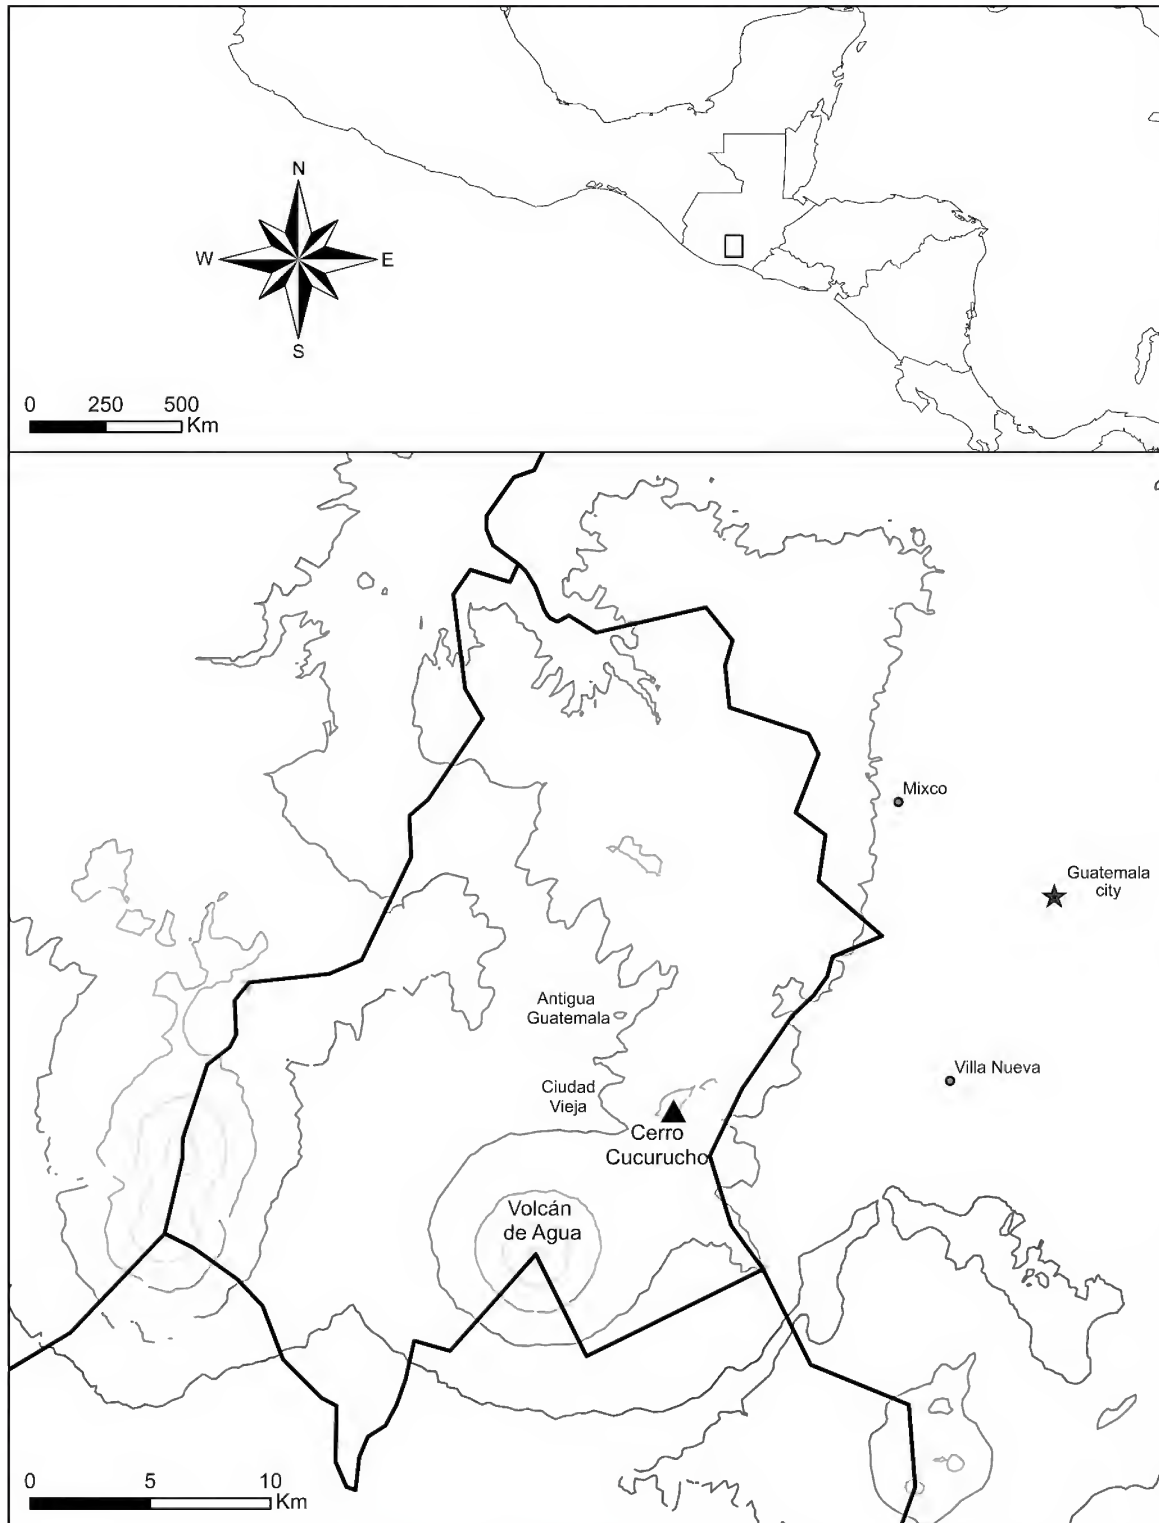 N
W
E
S
0 250 500
Km
Mixco
Guatemala
city
Antigua
Guatemala
Villa Nueva
Ciudad
Vieja
Cerro
Cucurucho
Volcán
de Agua
0 5 10
Km